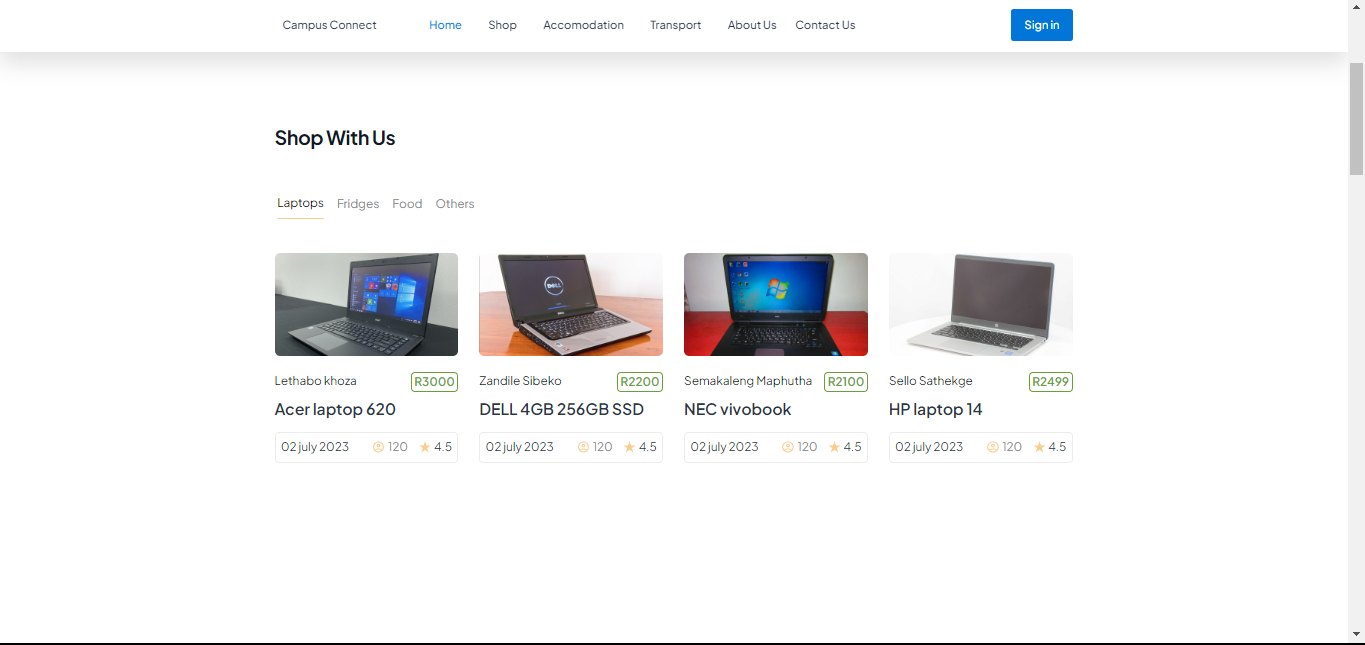 Campus Connect Home Shop Accomodation Transport About Us Contact Us Sign in
Shop With Us
Laptops Fridges Food Others
DELL
Lethabo khoza R3000 Zandile Sibeko R2200 Semakaleng Maphutha R2100 Sello Sathekge R2499
Acer laptop 620 DELL 4GB 256GB SSD NEC vivobook HP laptop 14
02 july 2023 120 4.5 02 july 2023 120 4.5 02 july 2023 120 4.5 02 july 2023 120 4.5